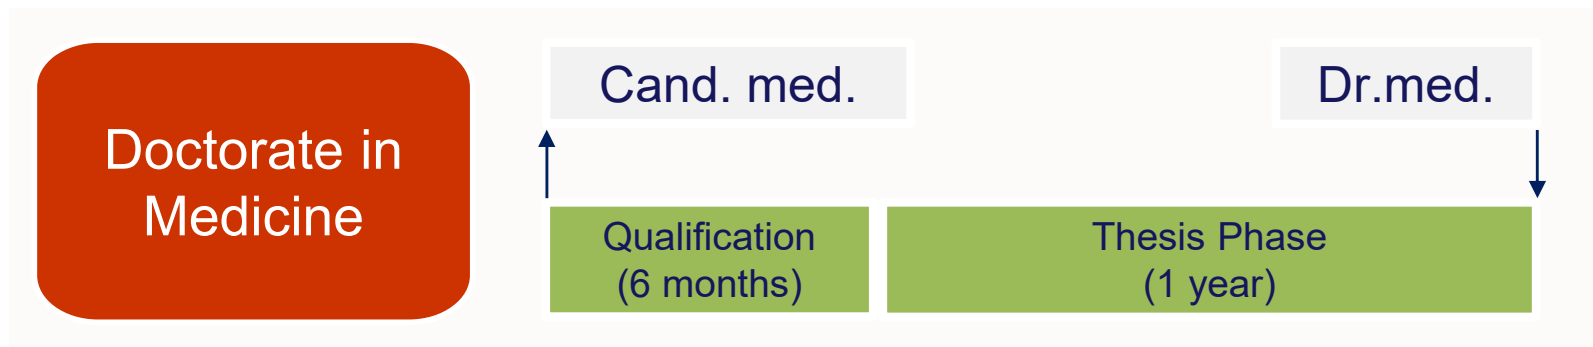 Doctorate in
Medicine
Cand. med.
Dr.med.
Qualification
(6 months)
Thesis Phase
(1 year)